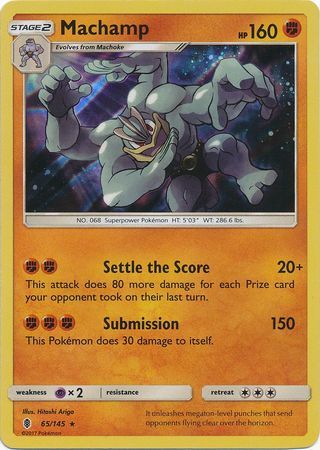 STAGE 2 Machamp HP 160
Evolves from Machoke
NO. 068 Superpower Pokémon HT: 5'03" WT: 286.6 lbs.
Settle the Score 20+
This attack does 80 more damage for each Prize card
your opponent took on their last turn.
Submission 150
This Pokémon does 30 damage to itself.
weakness × 2 resistance retreat
Illus. Hitoshi Ariga
65/145 ★
©2017 Pokémon
It unleashes megaton-level punches that send
opponents flying clear over the horizon.